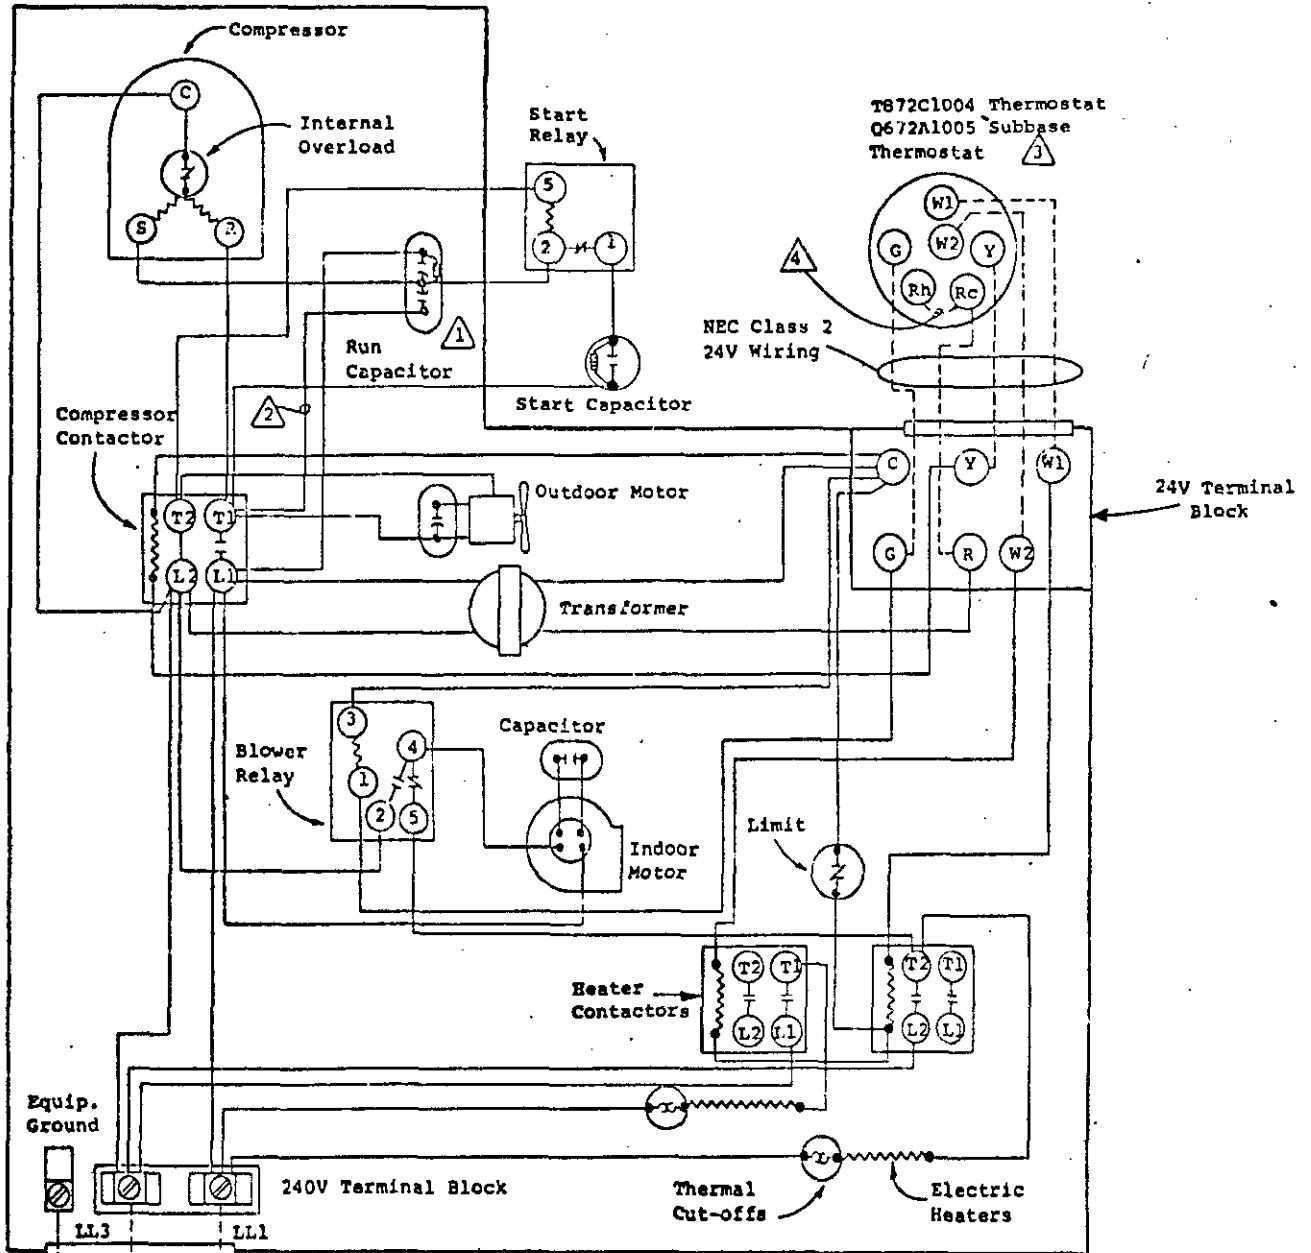 Compressor
C
Internal
Overload
S
R
Start
Relay
5
2
1
T872C1004 Thermostat
Q672A1005 Subbase
Thermostat
3
W1
W2
G
Y
Rh
Rc
4
NEC Class 2
24V Wiring
1
Run
Capacitor
2
Start Capacitor
Compressor
Contactor
T2
T1
L2
L1
Outdoor Motor
Transformer
C
Y
W1
G
R
W2
24V Terminal
Block
3
4
1
2
5
Blower
Relay
Capacitor
Indoor
Motor
Limit
Heater
Contactors
T2
T1
L2
L1
T2
T1
L2
L1
Equip.
Ground
240V Terminal Block
LL3
LL1
Thermal
Cut-offs
Electric
Heaters